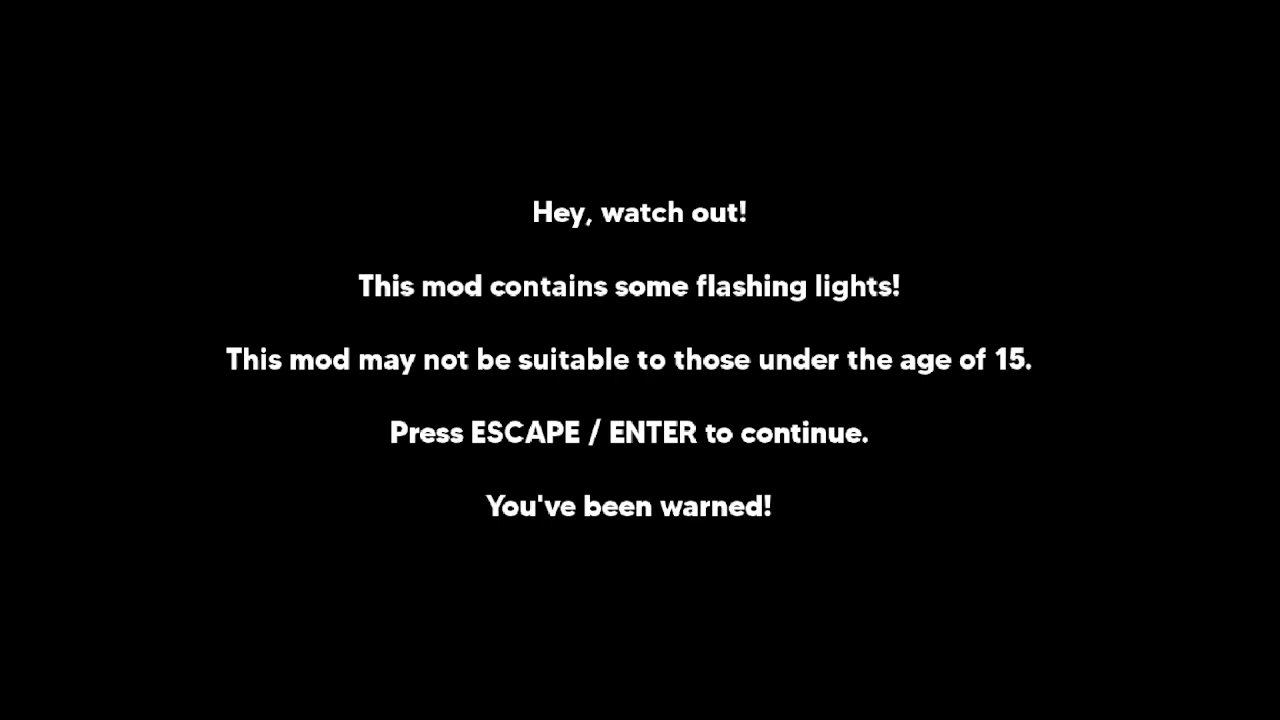 Hey, watch out!
This mod contains some flashing lights!
This mod may not be suitable to those under the age of 15.
Press ESCAPE / ENTER to continue.
You've been warned!